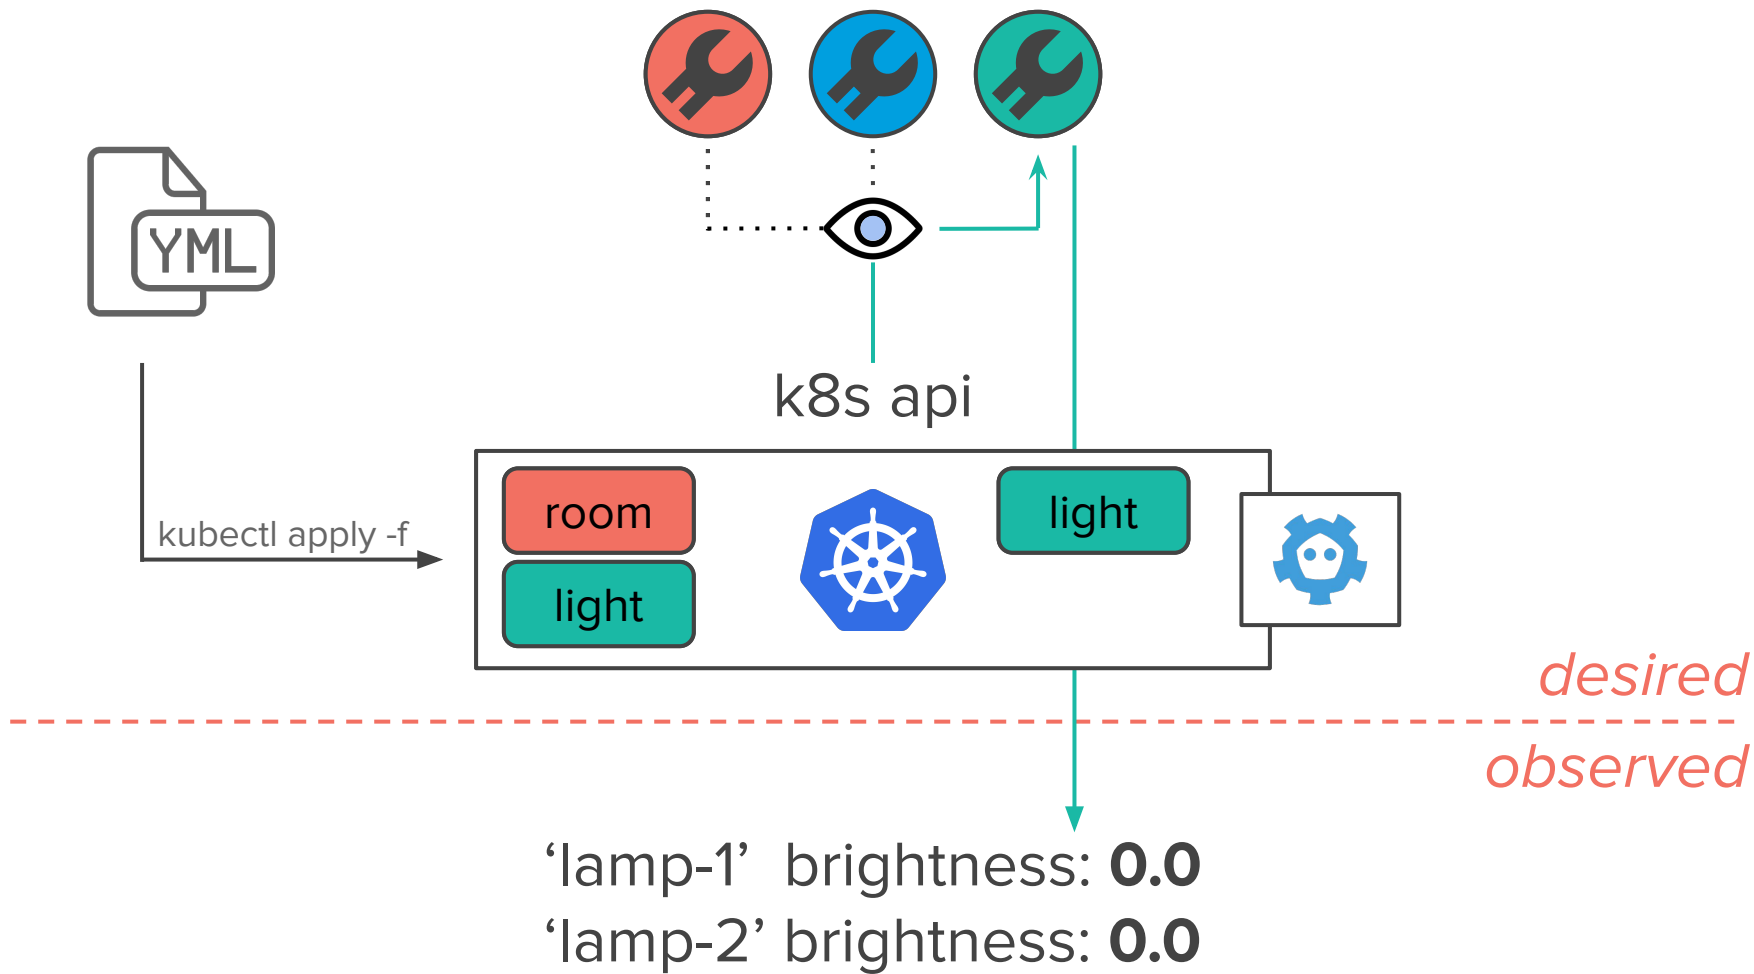 YML
k8s api
room
light
light
kubectl apply -f
desired
observed
‘lamp-1’ brightness: 0.0
‘lamp-2’ brightness: 0.0